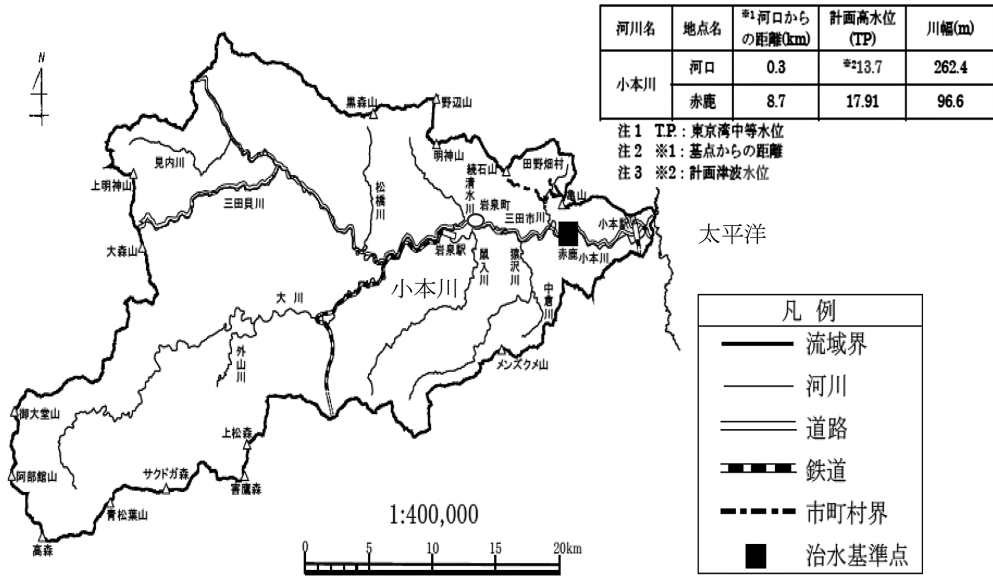 河川名 地点名 ※1河口から の距離(km) 計画高水位 (TP) 川幅(m)
小本川 河口 0.3 ※213.7 262.4
赤鹿 8.7 17.91 96.6
注1 T.P.：東京湾中等水位
注2 ※1：基点からの距離
注3 ※2：計画津波水位
N
黒森山
野辺山
明神山
続石山
田野畑村
亀山
見内川
上明神山
三田貝川
松橋川
清水川
岩泉町
三田市川
小本駅
太平洋
大森山
岩泉駅
赤鹿
小本川
小本川
鼠入川
猿沢川
中倉川
大川
外山川
メンズクメ山
御大堂山
上松森
阿部館山
サクドガ森
害鷹森
青松葉山
高森
1:400,000
0 5 10 15 20km
凡例
流域界
河川
道路
鉄道
市町村界
治水基準点